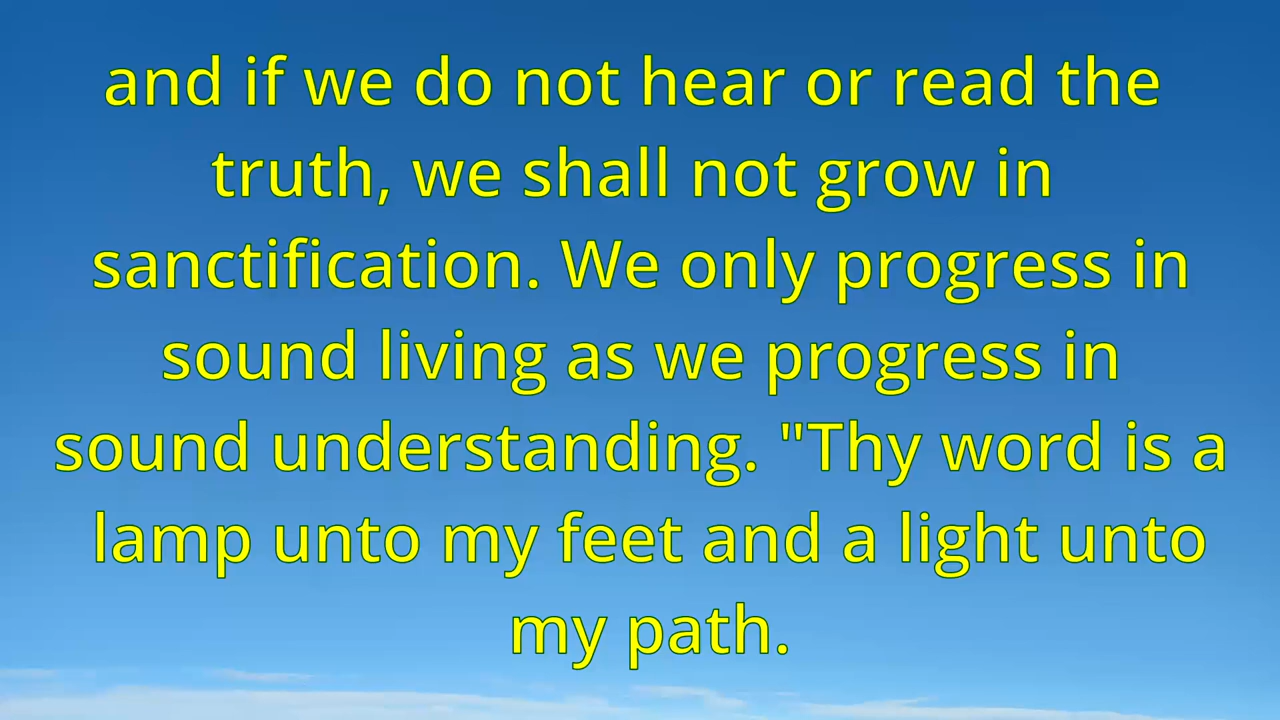 and if we do not hear or read the
truth, we shall not grow in
sanctification. We only progress in
sound living as we progress in
sound understanding. "Thy word is a
lamp unto my feet and a light unto
my path.